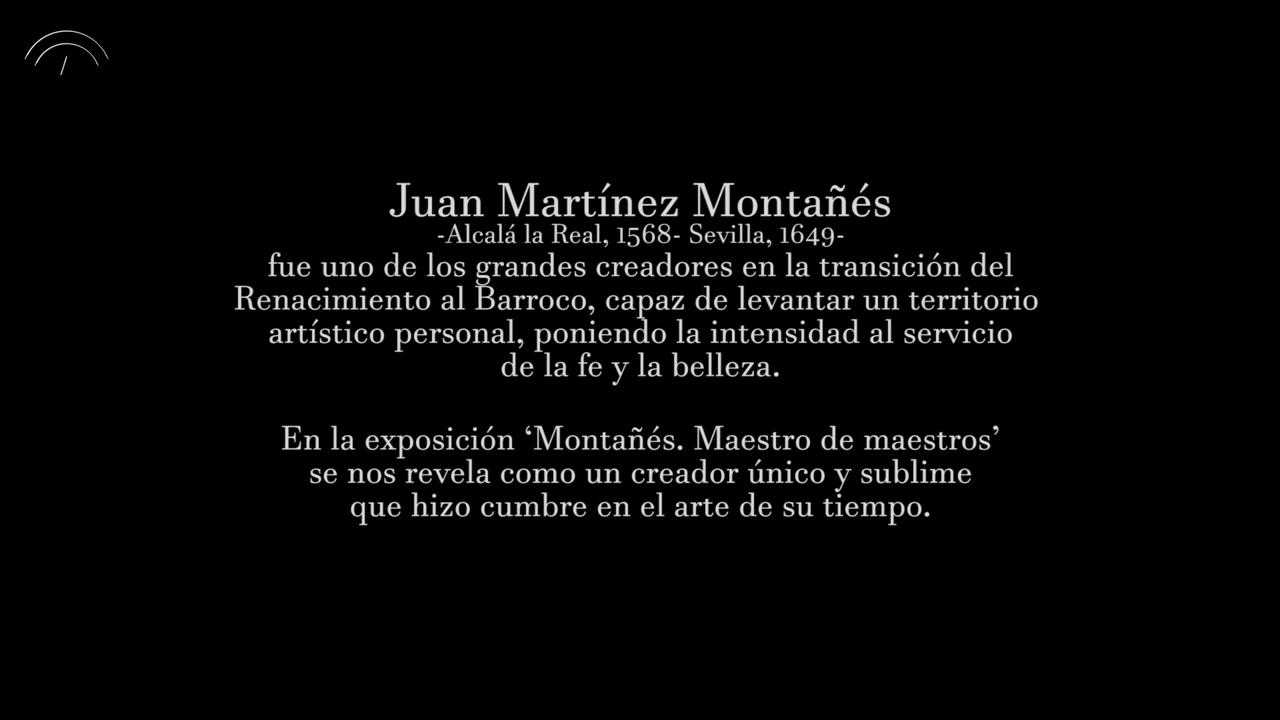 Juan Martínez Montañés
-Alcalá la Real, 1568- Sevilla, 1649-
fue uno de los grandes creadores en la transición del
Renacimiento al Barroco, capaz de levantar un territorio
artístico personal, poniendo la intensidad al servicio
de la fe y la belleza.
En la exposición ‘Montañés. Maestro de maestros’
se nos revela como un creador único y sublime
que hizo cumbre en el arte de su tiempo.